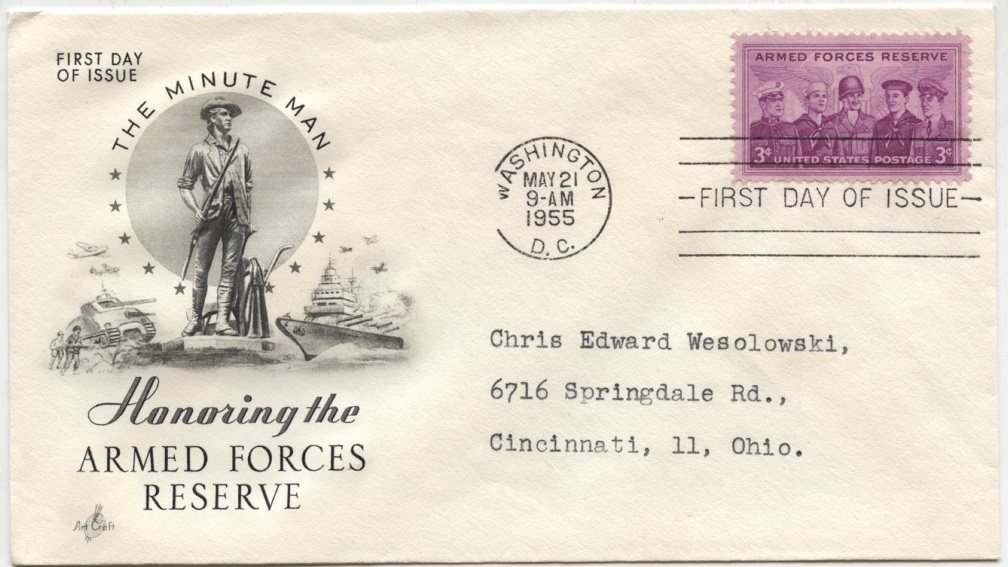 FIRST DAY
OF ISSUE
THE MINUTE MAN
Honoring the
ARMED FORCES
RESERVE
Art Craft
WASHINGTON
MAY 21
9-AM
1955
D. C.
ARMED FORCES RESERVE
3¢ UNITED STATES POSTAGE 3¢
FIRST DAY OF ISSUE
Chris Edward Wesolowski,
6716 Springdale Rd.,
Cincinnati, 11, Ohio.